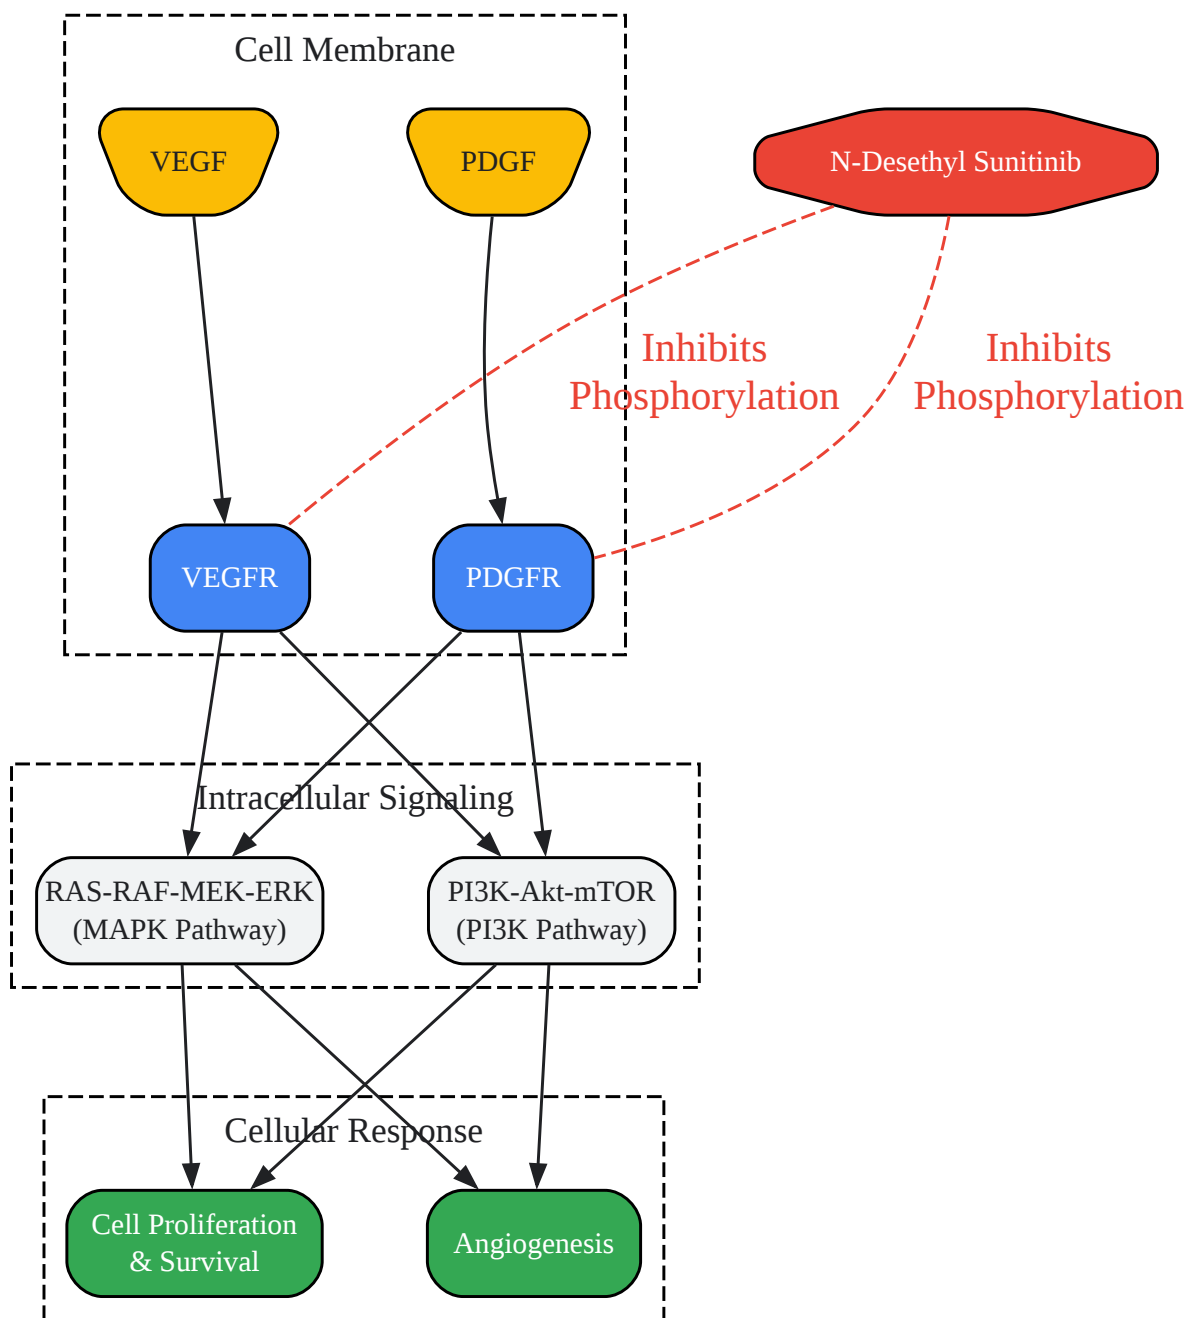 Cell Membrane
VEGF
PDGF
N-Desethyl Sunitinib
Inhibits
Phosphorylation
Inhibits
Phosphorylation
VEGFR
PDGFR
Intracellular Signaling
RAS-RAF-MEK-ERK
(MAPK Pathway)
PI3K-Akt-mTOR
(PI3K Pathway)
Cellular Response
Cell Proliferation
& Survival
Angiogenesis